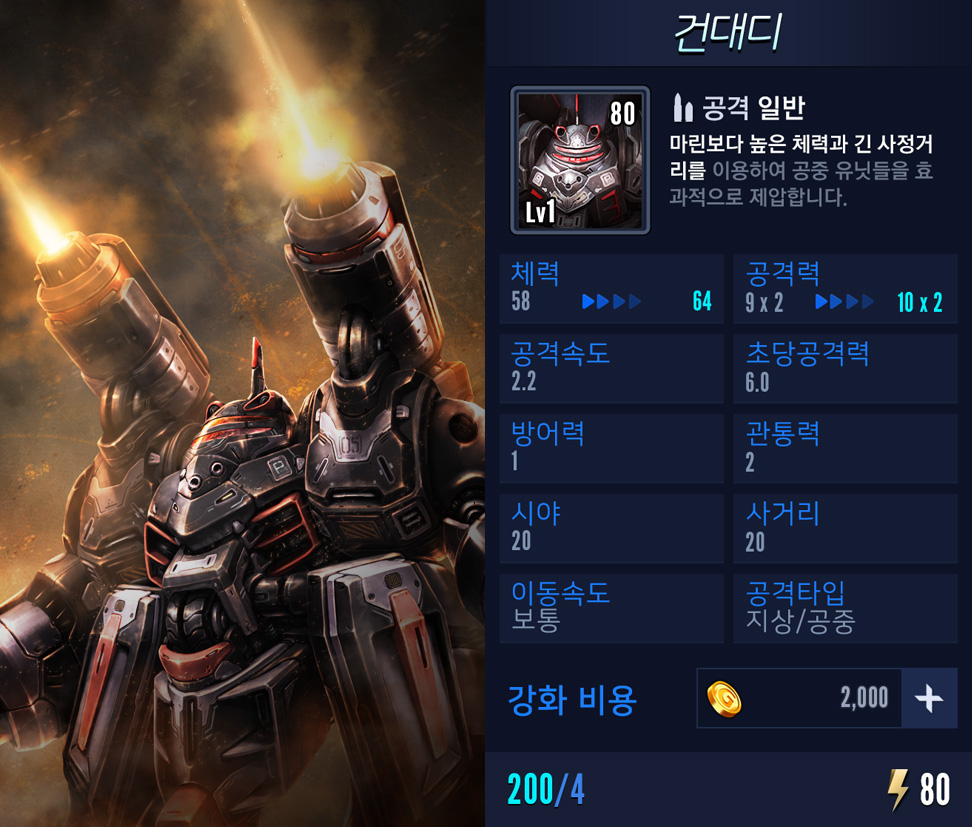 건대디
80
Lv1
공격 일반
마린보다 높은 체력과 긴 사정거
리를 이용하여 공중 유닛들을 효
과적으로 제압합니다.
체력
58 64
공격력
9 x 2 10 x 2
공격속도
2.2
초당공격력
6.0
방어력
1
관통력
2
시야
20
사거리
20
이동속도
보통
공격타입
지상/공중
강화 비용
2,000
200/4
80
051
P